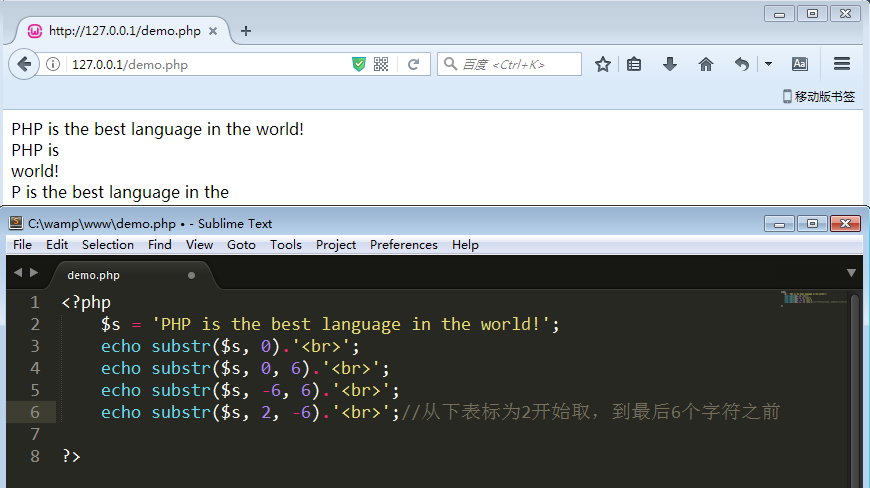 http://127.0.0.1/demo.php
127.0.0.1/demo.php
百度 <Ctrl+K>
移动版书签
PHP is the best language in the world!
PHP is
world!
P is the best language in the
C:\wamp\www\demo.php • - Sublime Text
File Edit Selection Find View Goto Tools Project Preferences Help
demo.php
1 <?php
2 $s = 'PHP is the best language in the world!';
3 echo substr($s, 0).'<br>';
4 echo substr($s, 0, 6).'<br>';
5 echo substr($s, -6, 6).'<br>';
6 echo substr($s, 2, -6).'<br>';//从下表标为2开始取，到最后6个字符之前
7
8 ?>